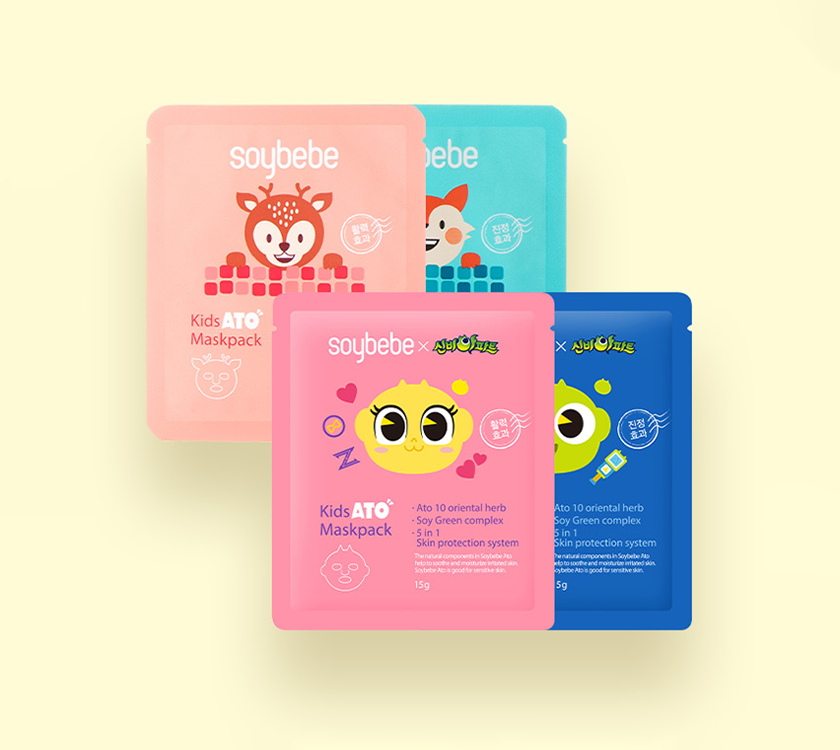 soybebe
활력
효과
Kids ATO
Maskpack
bebe
진정
효과
soybebe × 신비아파트
활력
효과
Kids ATO
Maskpack
· Ato 10 oriental herb
· Soy Green complex
· 5 in 1
Skin protection system
The natural components in Soybebe Ato
help to soothe and moisturize irritated skin.
Soybebe Ato is good for sensitive skin.
15g
× 신비아파트
진정
효과
Ato 10 oriental herb
Soy Green complex
5 in 1
Skin protection system
The natural components in Soybebe Ato
help to soothe and moisturize irritated skin.
Soybebe Ato is good for sensitive skin.
5g